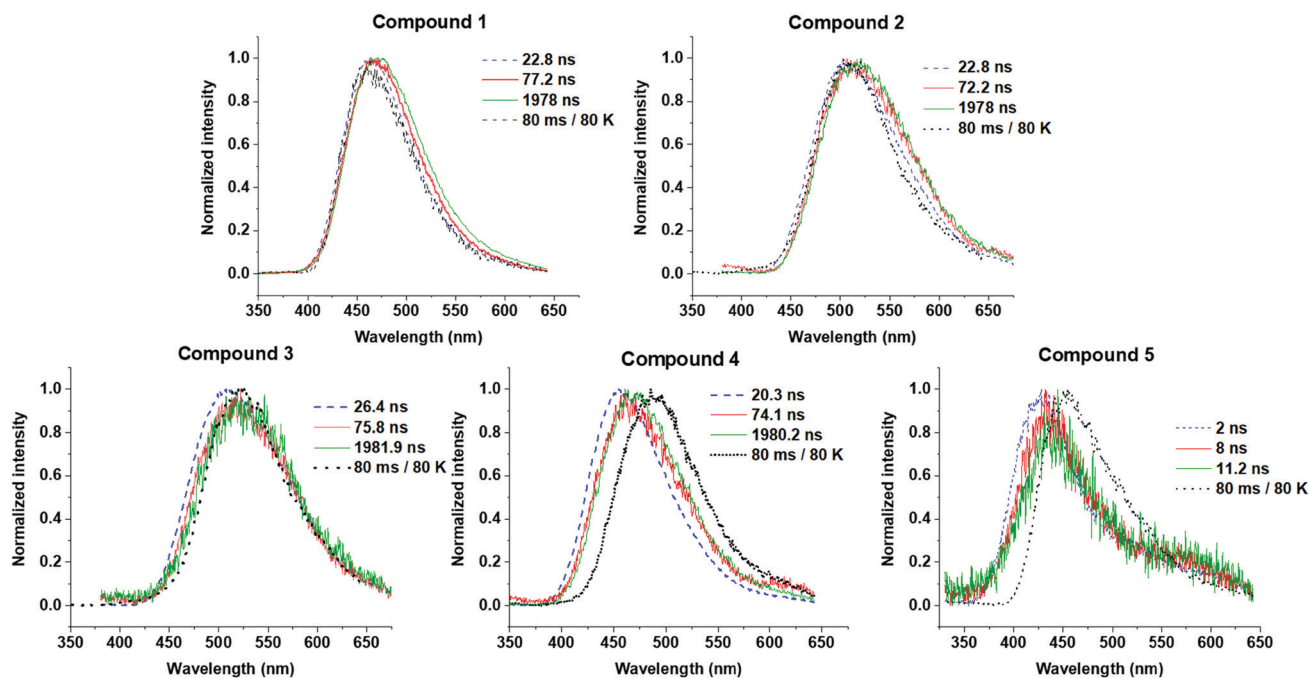 Compound 1
1.0
0.8
0.6
0.4
0.2
0.0
Normalized intensity
22.8 ns
77.2 ns
1978 ns
80 ms / 80 K
350 400 450 500 550 600 650
Wavelength (nm)
Compound 2
1.0
0.8
0.6
0.4
0.2
0.0
Normalized intensity
22.8 ns
72.2 ns
1978 ns
80 ms / 80 K
350 400 450 500 550 600 650
Wavelength (nm)
Compound 3
1.0
0.8
0.6
0.4
0.2
0.0
Normalized intensity
26.4 ns
75.8 ns
1981.9 ns
80 ms / 80 K
350 400 450 500 550 600 650
Wavelength (nm)
Compound 4
1.0
0.8
0.6
0.4
0.2
0.0
Normalized intensity
20.3 ns
74.1 ns
1980.2 ns
80 ms / 80 K
350 400 450 500 550 600 650
Wavelength (nm)
Compound 5
1.0
0.8
0.6
0.4
0.2
0.0
Normalized intensity
2 ns
8 ns
11.2 ns
80 ms / 80 K
350 400 450 500 550 600 650
Wavelength (nm)